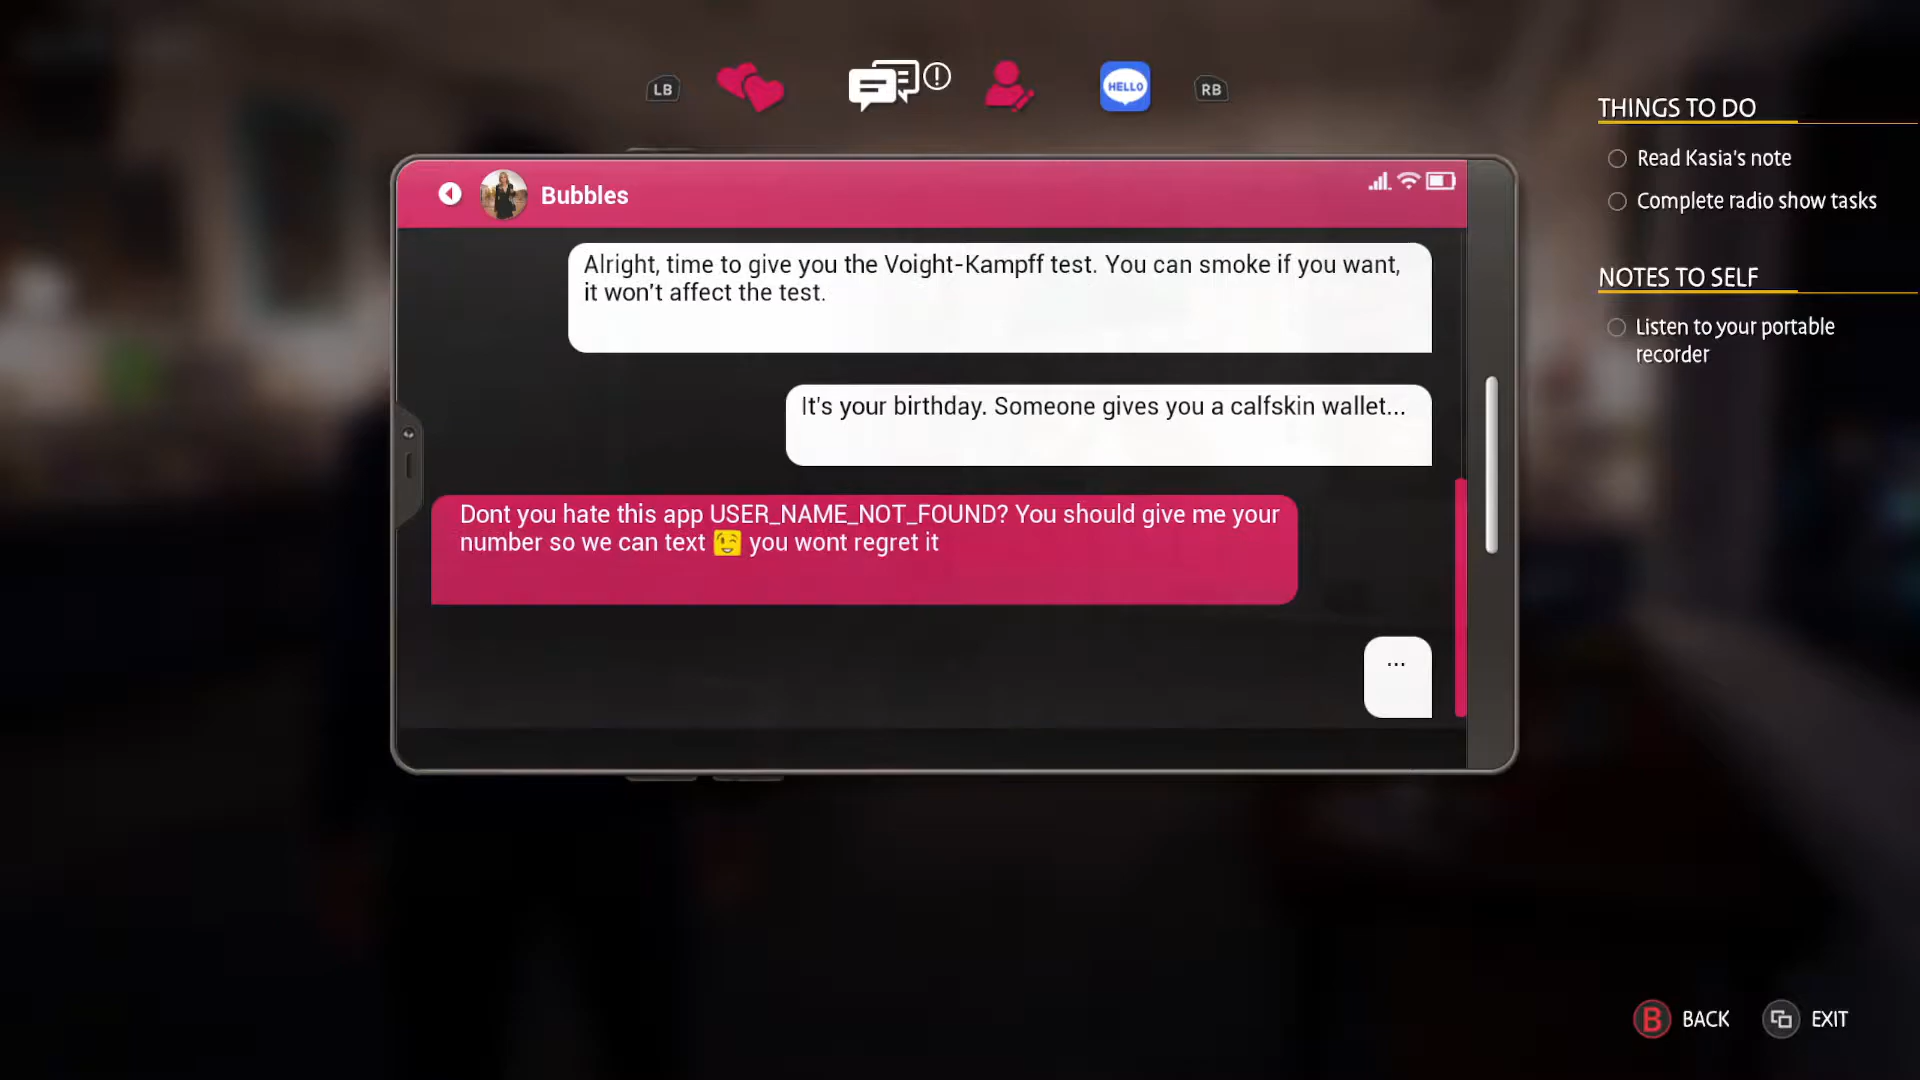 LB
HELLO
RB
THINGS TO DO
Read Kasia's note
Complete radio show tasks
NOTES TO SELF
Listen to your portable
recorder
Bubbles
Alright, time to give you the Voight-Kampff test. You can smoke if you want,
it won't affect the test.
It's your birthday. Someone gives you a calfskin wallet...
Dont you hate this app USER_NAME_NOT_FOUND? You should give me your
number so we can text 😉 you wont regret it
...
B BACK
EXIT